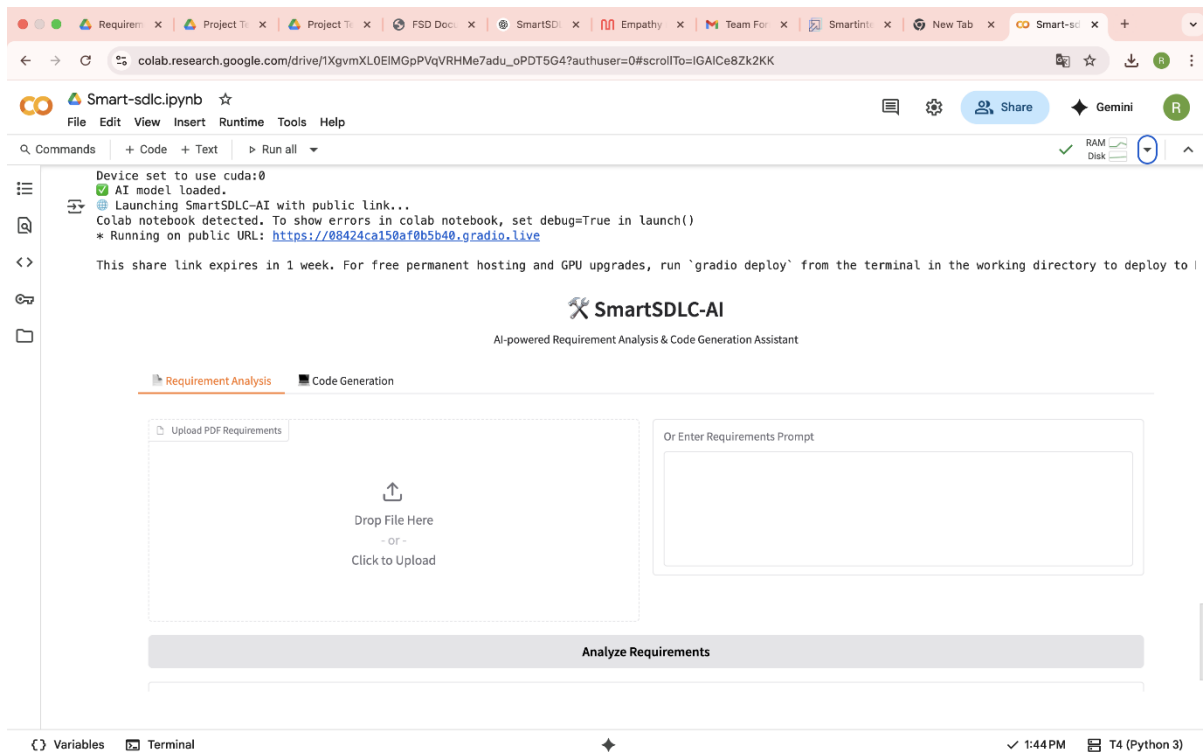 Requirem
Project Te
Project Te
FSD Docu
SmartSDL
Empathy
Team For
Smartinte
New Tab
Smart-sd
colab.research.google.com/drive/1XgvmXL0ElMGpPVqVRHMe7adu_oPDT5G4?authuser=0#scrollTo=lGAlCe8Zk2KK
R
Smart-sdlc.ipynb
File Edit View Insert Runtime Tools Help
Share
Gemini
R
Commands + Code + Text Run all
RAM
Disk
Device set to use cuda:0
✅ AI model loaded.
🌐 Launching SmartSDLC-AI with public link...
Colab notebook detected. To show errors in colab notebook, set debug=True in launch()
* Running on public URL: https://08424ca150af0b5b40.gradio.live
This share link expires in 1 week. For free permanent hosting and GPU upgrades, run `gradio deploy` from the terminal in the working directory to deploy to
🛠 SmartSDLC-AI
AI-powered Requirement Analysis & Code Generation Assistant
Requirement Analysis
Code Generation
Upload PDF Requirements
Drop File Here
- or -
Click to Upload
Or Enter Requirements Prompt
Analyze Requirements
Variables Terminal
1:44 PM T4 (Python 3)